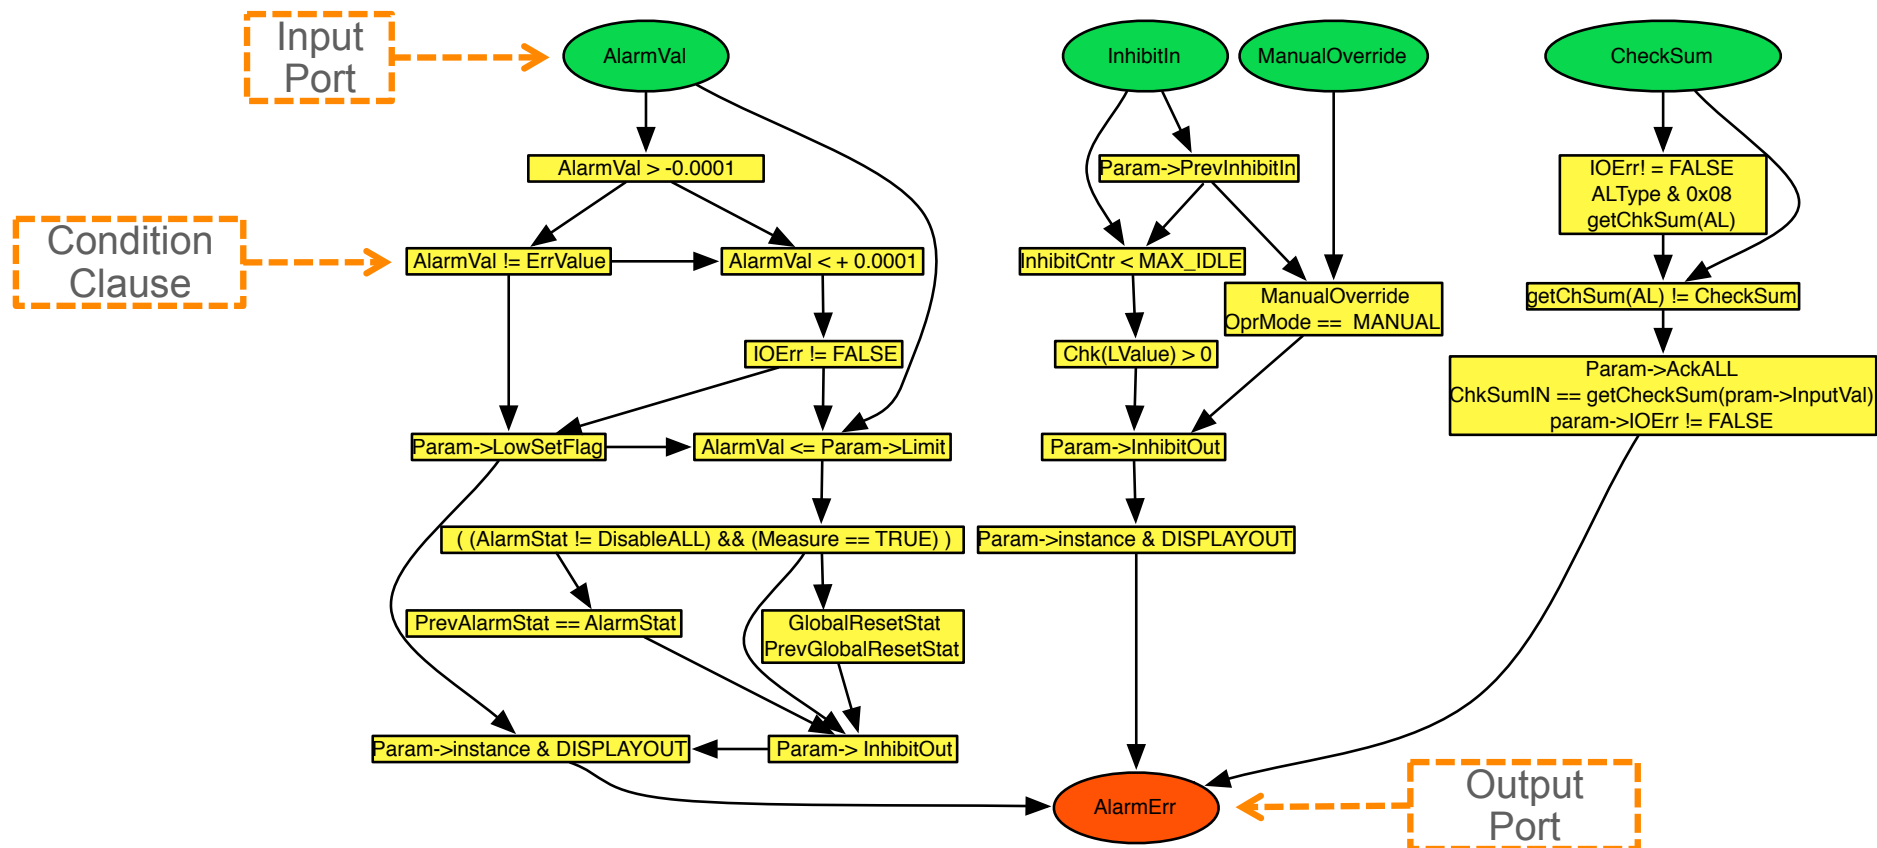 Input
Port
AlarmVal
InhibitIn
ManualOverride
CheckSum
AlarmVal > -0.0001
Param->PrevInhibitIn
IOErr! = FALSE
ALType & 0x08
getChkSum(AL)
Condition
Clause
AlarmVal != ErrValue
AlarmVal < + 0.0001
InhibitCntr < MAX_IDLE
ManualOverride
OprMode == MANUAL
getChSum(AL) != CheckSum
IOErr != FALSE
Chk(LValue) > 0
Param->AckALL
ChkSumIN == getCheckSum(pram->InputVal)
param->IOErr != FALSE
Param->LowSetFlag
AlarmVal <= Param->Limit
Param->InhibitOut
( (AlarmStat != DisableALL) && (Measure == TRUE) )
Param->instance & DISPLAYOUT
PrevAlarmStat == AlarmStat
GlobalResetStat
PrevGlobalResetStat
Param->instance & DISPLAYOUT
Param-> InhibitOut
AlarmErr
Output
Port